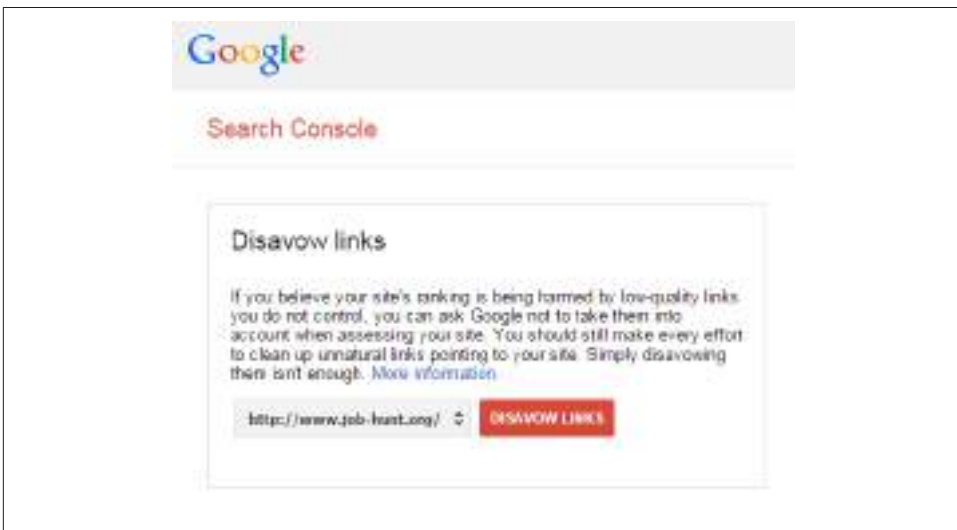 Google
Search Console
Disavow links
If you believe your site's ranking is being harmed by low-quality links
you do not control, you can ask Google not to take them into
account when assessing your site. You should still make every effort
to clean up unnatural links pointing to your site. Simply disavowing
them isn't enough. More information
http://www.job-hunt.org/ DISAVOW LINKS